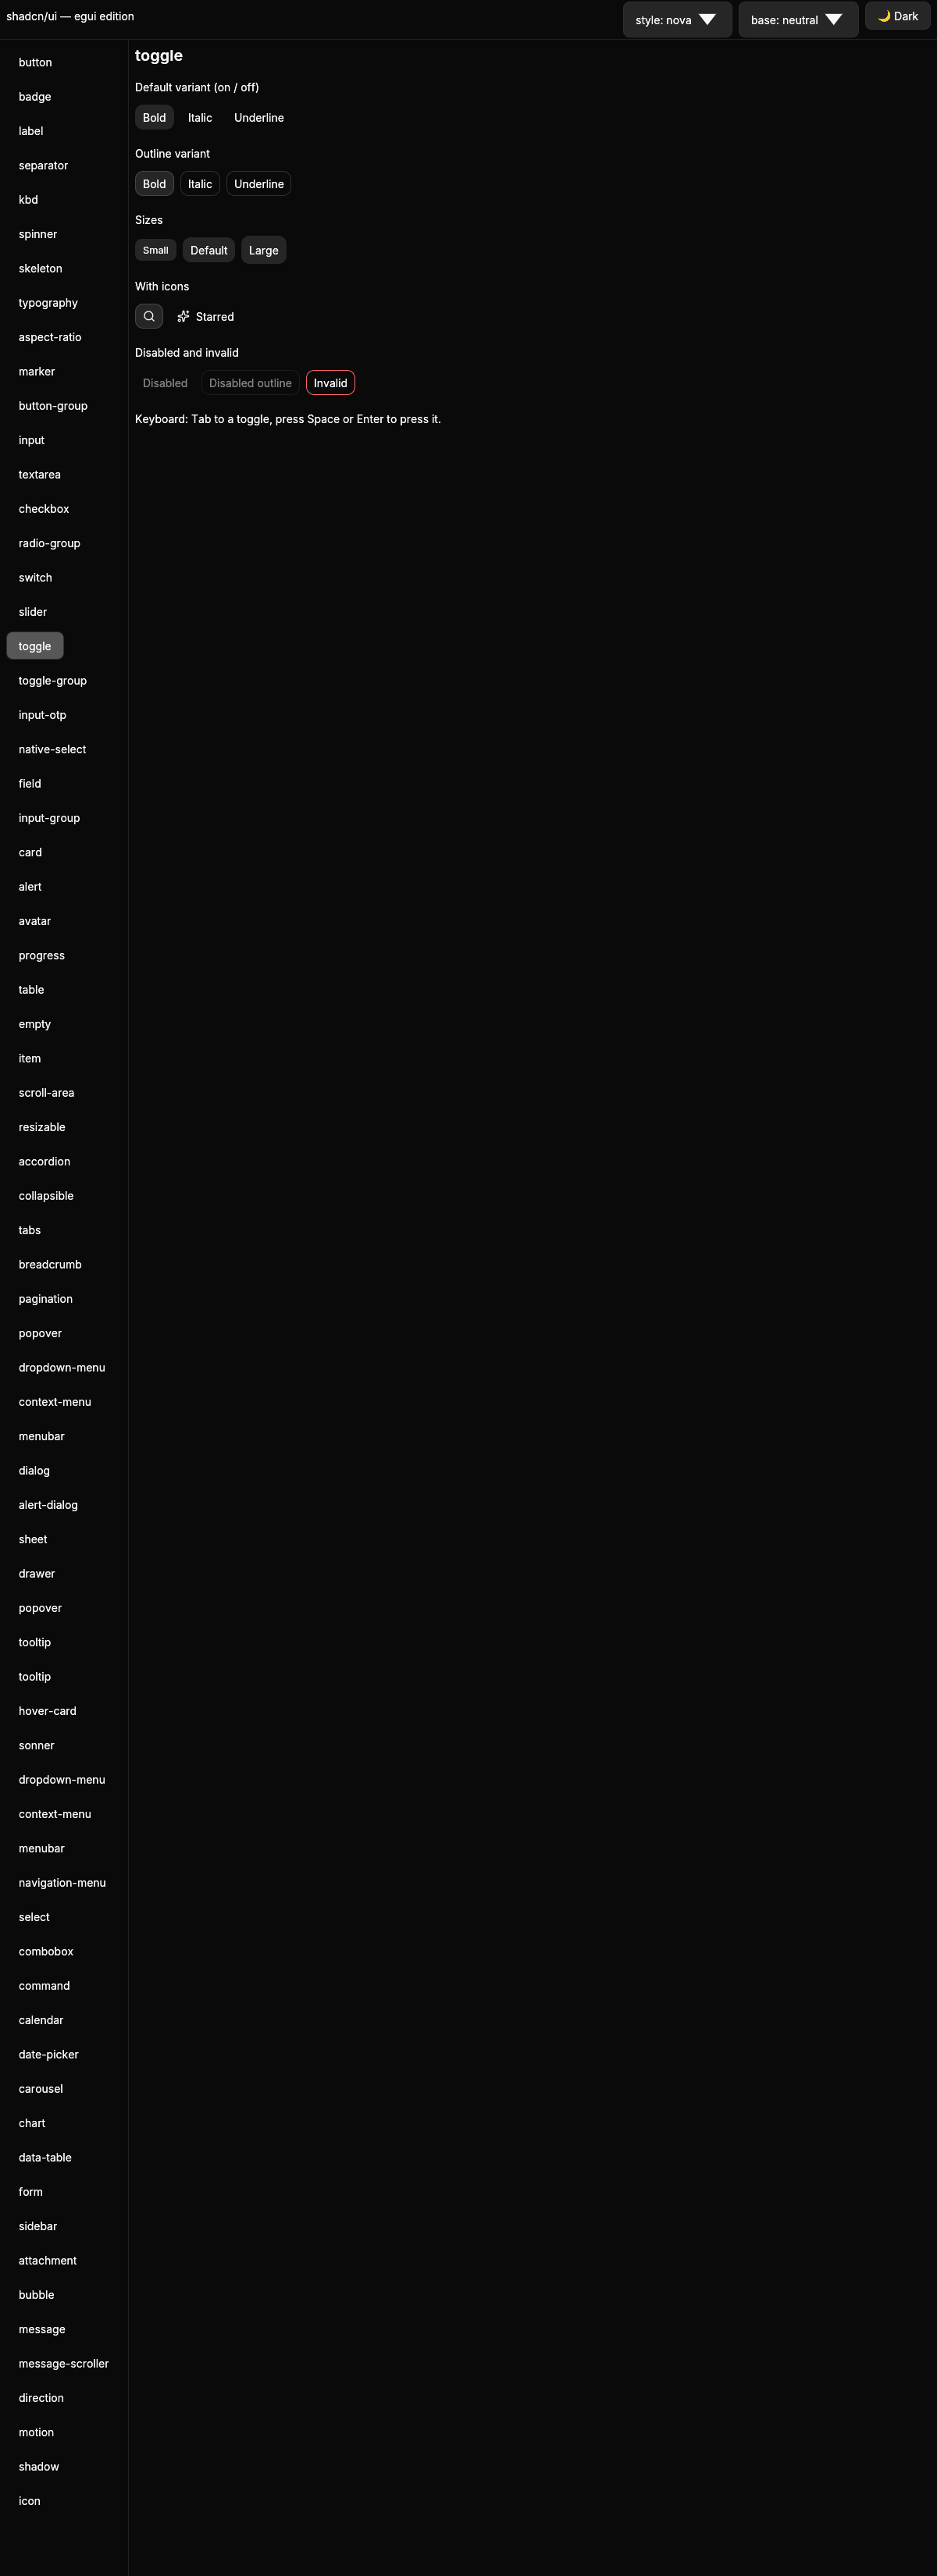 shadcn/ui — egui edition
style: nova
base: neutral
🌙 Dark
button
badge
label
separator
kbd
spinner
skeleton
typography
aspect-ratio
marker
button-group
input
textarea
checkbox
radio-group
switch
slider
toggle
toggle-group
input-otp
native-select
field
input-group
card
alert
avatar
progress
table
empty
item
scroll-area
resizable
accordion
collapsible
tabs
breadcrumb
pagination
popover
dropdown-menu
context-menu
menubar
dialog
alert-dialog
sheet
drawer
popover
tooltip
tooltip
hover-card
sonner
dropdown-menu
context-menu
menubar
navigation-menu
select
combobox
command
calendar
date-picker
carousel
chart
data-table
form
sidebar
attachment
bubble
message
message-scroller
direction
motion
shadow
icon
toggle
Default variant (on / off)
Bold Italic Underline
Outline variant
Bold Italic Underline
Sizes
Small Default Large
With icons
Starred
Disabled and invalid
Disabled Disabled outline Invalid
Keyboard: Tab to a toggle, press Space or Enter to press it.